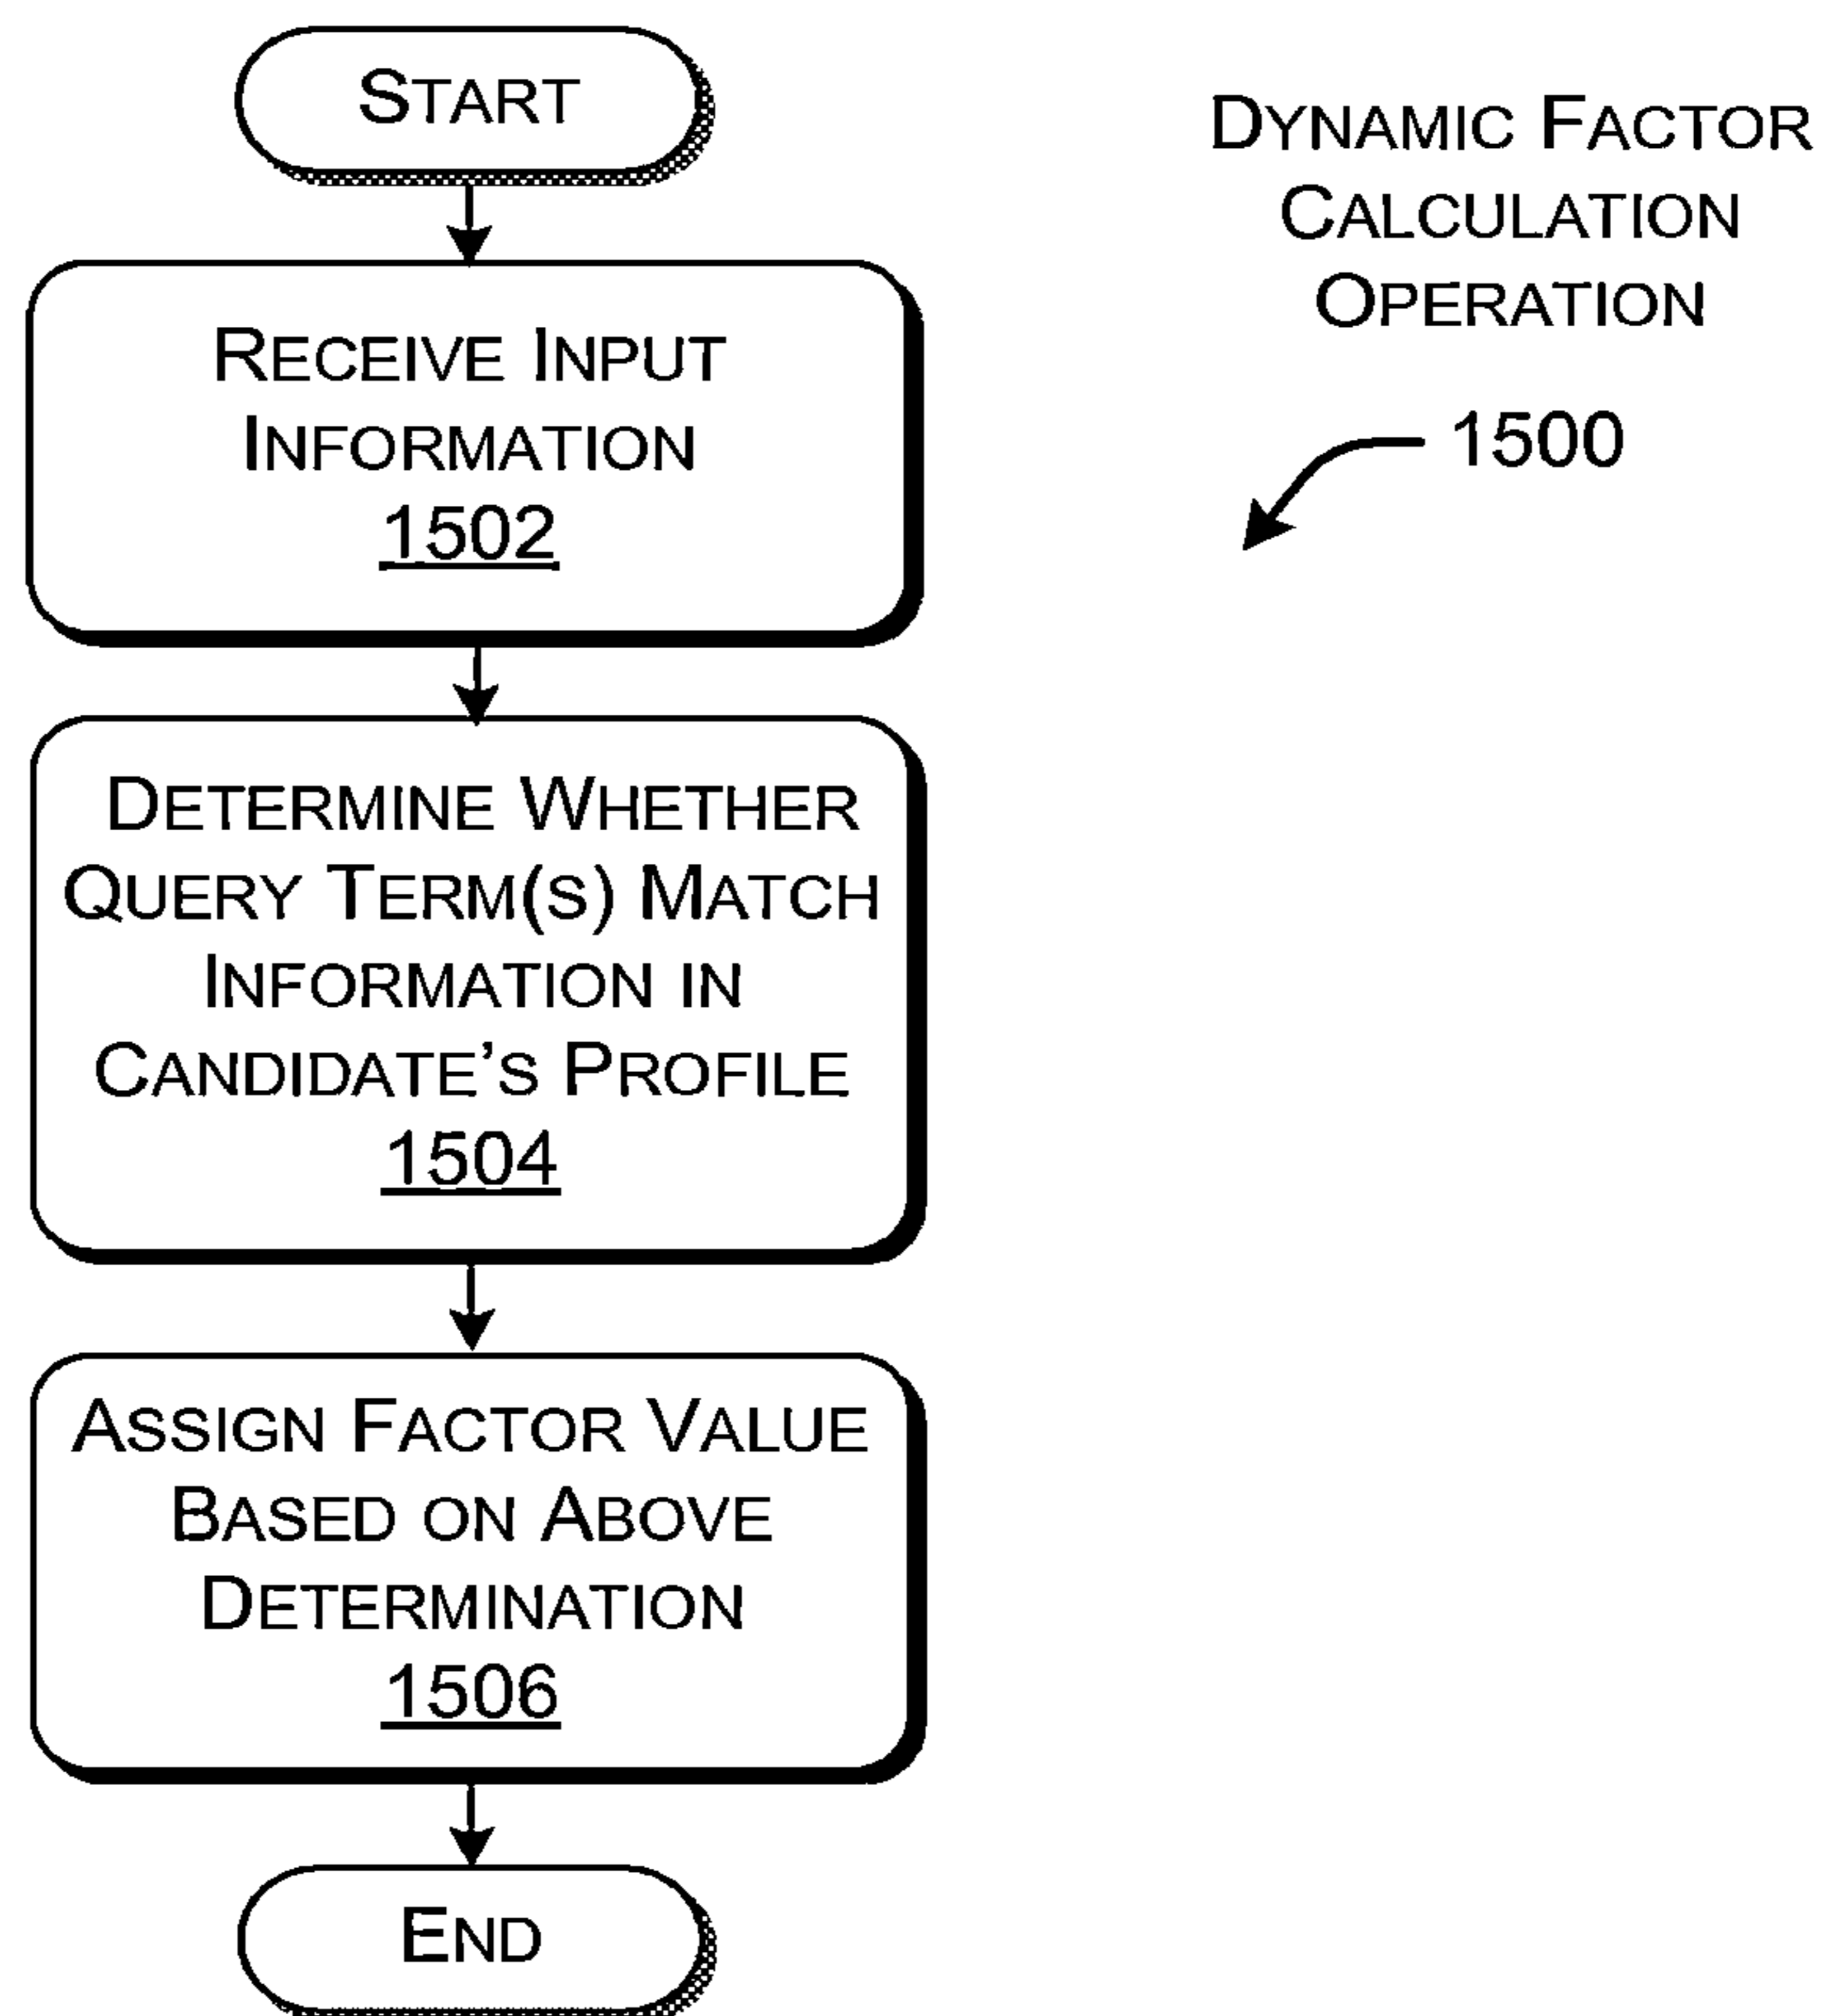 START
DYNAMIC FACTOR
CALCULATION
OPERATION
1500
RECEIVE INPUT
INFORMATION
1502
DETERMINE WHETHER
QUERY TERM(S) MATCH
INFORMATION IN
CANDIDATE'S PROFILE
1504
ASSIGN FACTOR VALUE
BASED ON ABOVE
DETERMINATION
1506
END